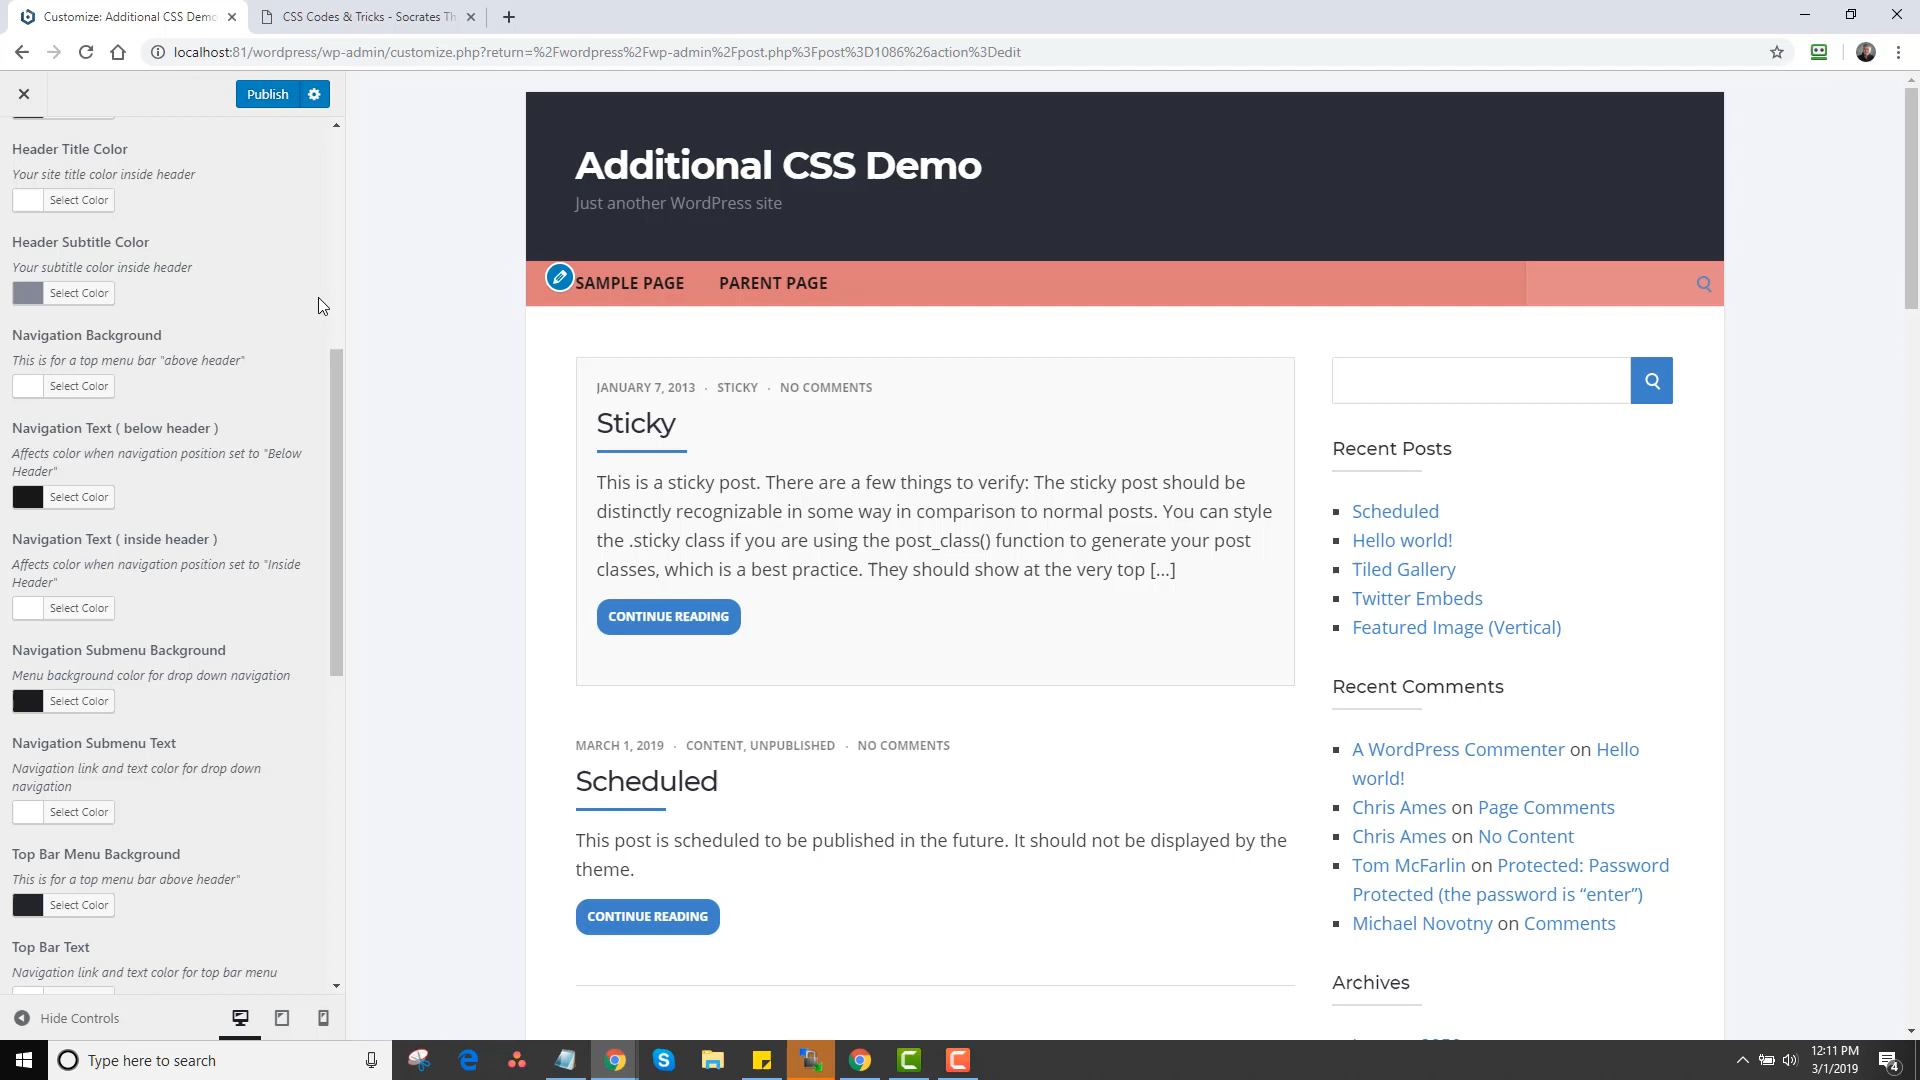 Customize: Additional CSS Demo
CSS Codes & Tricks - Socrates Th
localhost:81/wordpress/wp-admin/customize.php?return=%2Fwordpress%2Fwp-admin%2Fpost.php%3Fpost%3D1086%26action%3Dedit
Publish
Header Title Color
Your site title color inside header
Select Color
Header Subtitle Color
Your subtitle color inside header
Select Color
Navigation Background
This is for a top menu bar "above header"
Select Color
Navigation Text ( below header )
Affects color when navigation position set to "Below
Header"
Select Color
Navigation Text ( inside header )
Affects color when navigation position set to "Inside
Header"
Select Color
Navigation Submenu Background
Menu background color for drop down navigation
Select Color
Navigation Submenu Text
Navigation link and text color for drop down
navigation
Select Color
Top Bar Menu Background
This is for a top menu bar above header"
Select Color
Top Bar Text
Navigation link and text color for top bar menu
Hide Controls
Additional CSS Demo
Just another WordPress site
SAMPLE PAGE
PARENT PAGE
JANUARY 7, 2013 · STICKY · NO COMMENTS
Sticky
This is a sticky post. There are a few things to verify: The sticky post should be
distinctly recognizable in some way in comparison to normal posts. You can style
the .sticky class if you are using the post_class() function to generate your post
classes, which is a best practice. They should show at the very top […]
CONTINUE READING
MARCH 1, 2019 · CONTENT, UNPUBLISHED · NO COMMENTS
Scheduled
This post is scheduled to be published in the future. It should not be displayed by the
theme.
CONTINUE READING
Recent Posts
Scheduled
Hello world!
Tiled Gallery
Twitter Embeds
Featured Image (Vertical)
Recent Comments
A WordPress Commenter on Hello
world!
Chris Ames on Page Comments
Chris Ames on No Content
Tom McFarlin on Protected: Password
Protected (the password is “enter”)
Michael Novotny on Comments
Archives
Type here to search
12:11 PM
3/1/2019
4